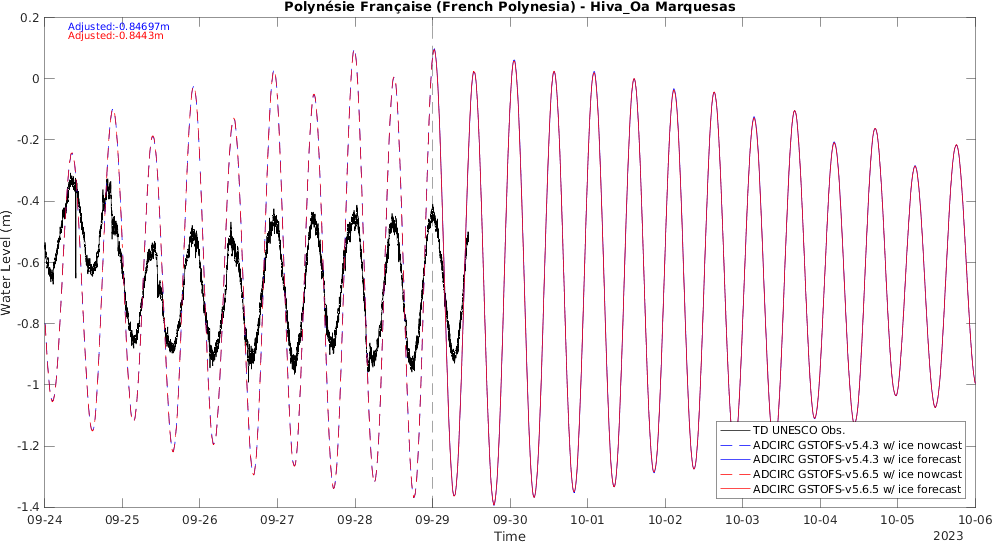 Polynésie Française (French Polynesia) - Hiva_Oa Marquesas
Adjusted:-0.84697m
Adjusted:-0.8443m
0.2
0
-0.2
-0.4
-0.6
-0.8
-1
-1.2
-1.4
Water Level (m)
TD UNESCO Obs.
ADCIRC GSTOFS-v5.4.3 w/ ice nowcast
ADCIRC GSTOFS-v5.4.3 w/ ice forecast
ADCIRC GSTOFS-v5.6.5 w/ ice nowcast
ADCIRC GSTOFS-v5.6.5 w/ ice forecast
09-24 09-25 09-26 09-27 09-28 09-29 09-30 10-01 10-02 10-03 10-04 10-05 10-06
Time
2023